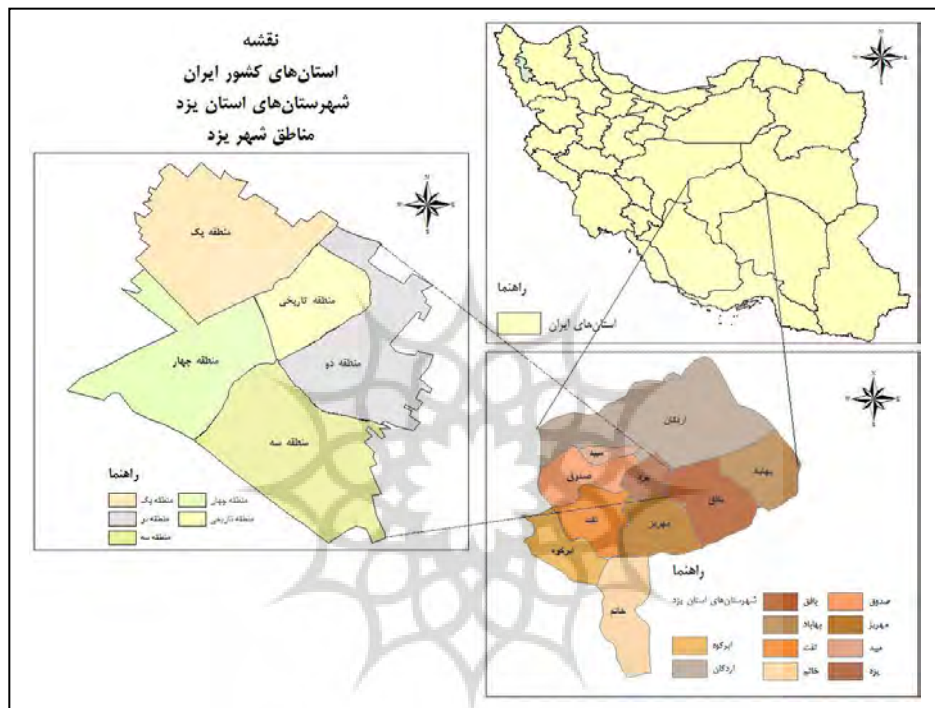 نقشه
استان‌های کشور ایران
شهرستان‌های استان یزد
مناطق شهر یزد
N
W
E
S
راهنما
استان‌های ایران
N
W
E
S
منطقه یک
منطقه تاریخی
منطقه چهار
منطقه دو
منطقه سه
راهنما
منطقه یک
منطقه چهار
منطقه دو
منطقه تاریخی
منطقه سه
N
W
E
S
اردکان
میبد
صدوق
یزد
بهاباد
بافق
تفت
مهریز
ابرکوه
خاتم
راهنما
شهرستان‌های استان یزد
بافق
صدوق
بهاباد
مهریز
ابرکوه
تفت
میبد
اردکان
خاتم
یزد